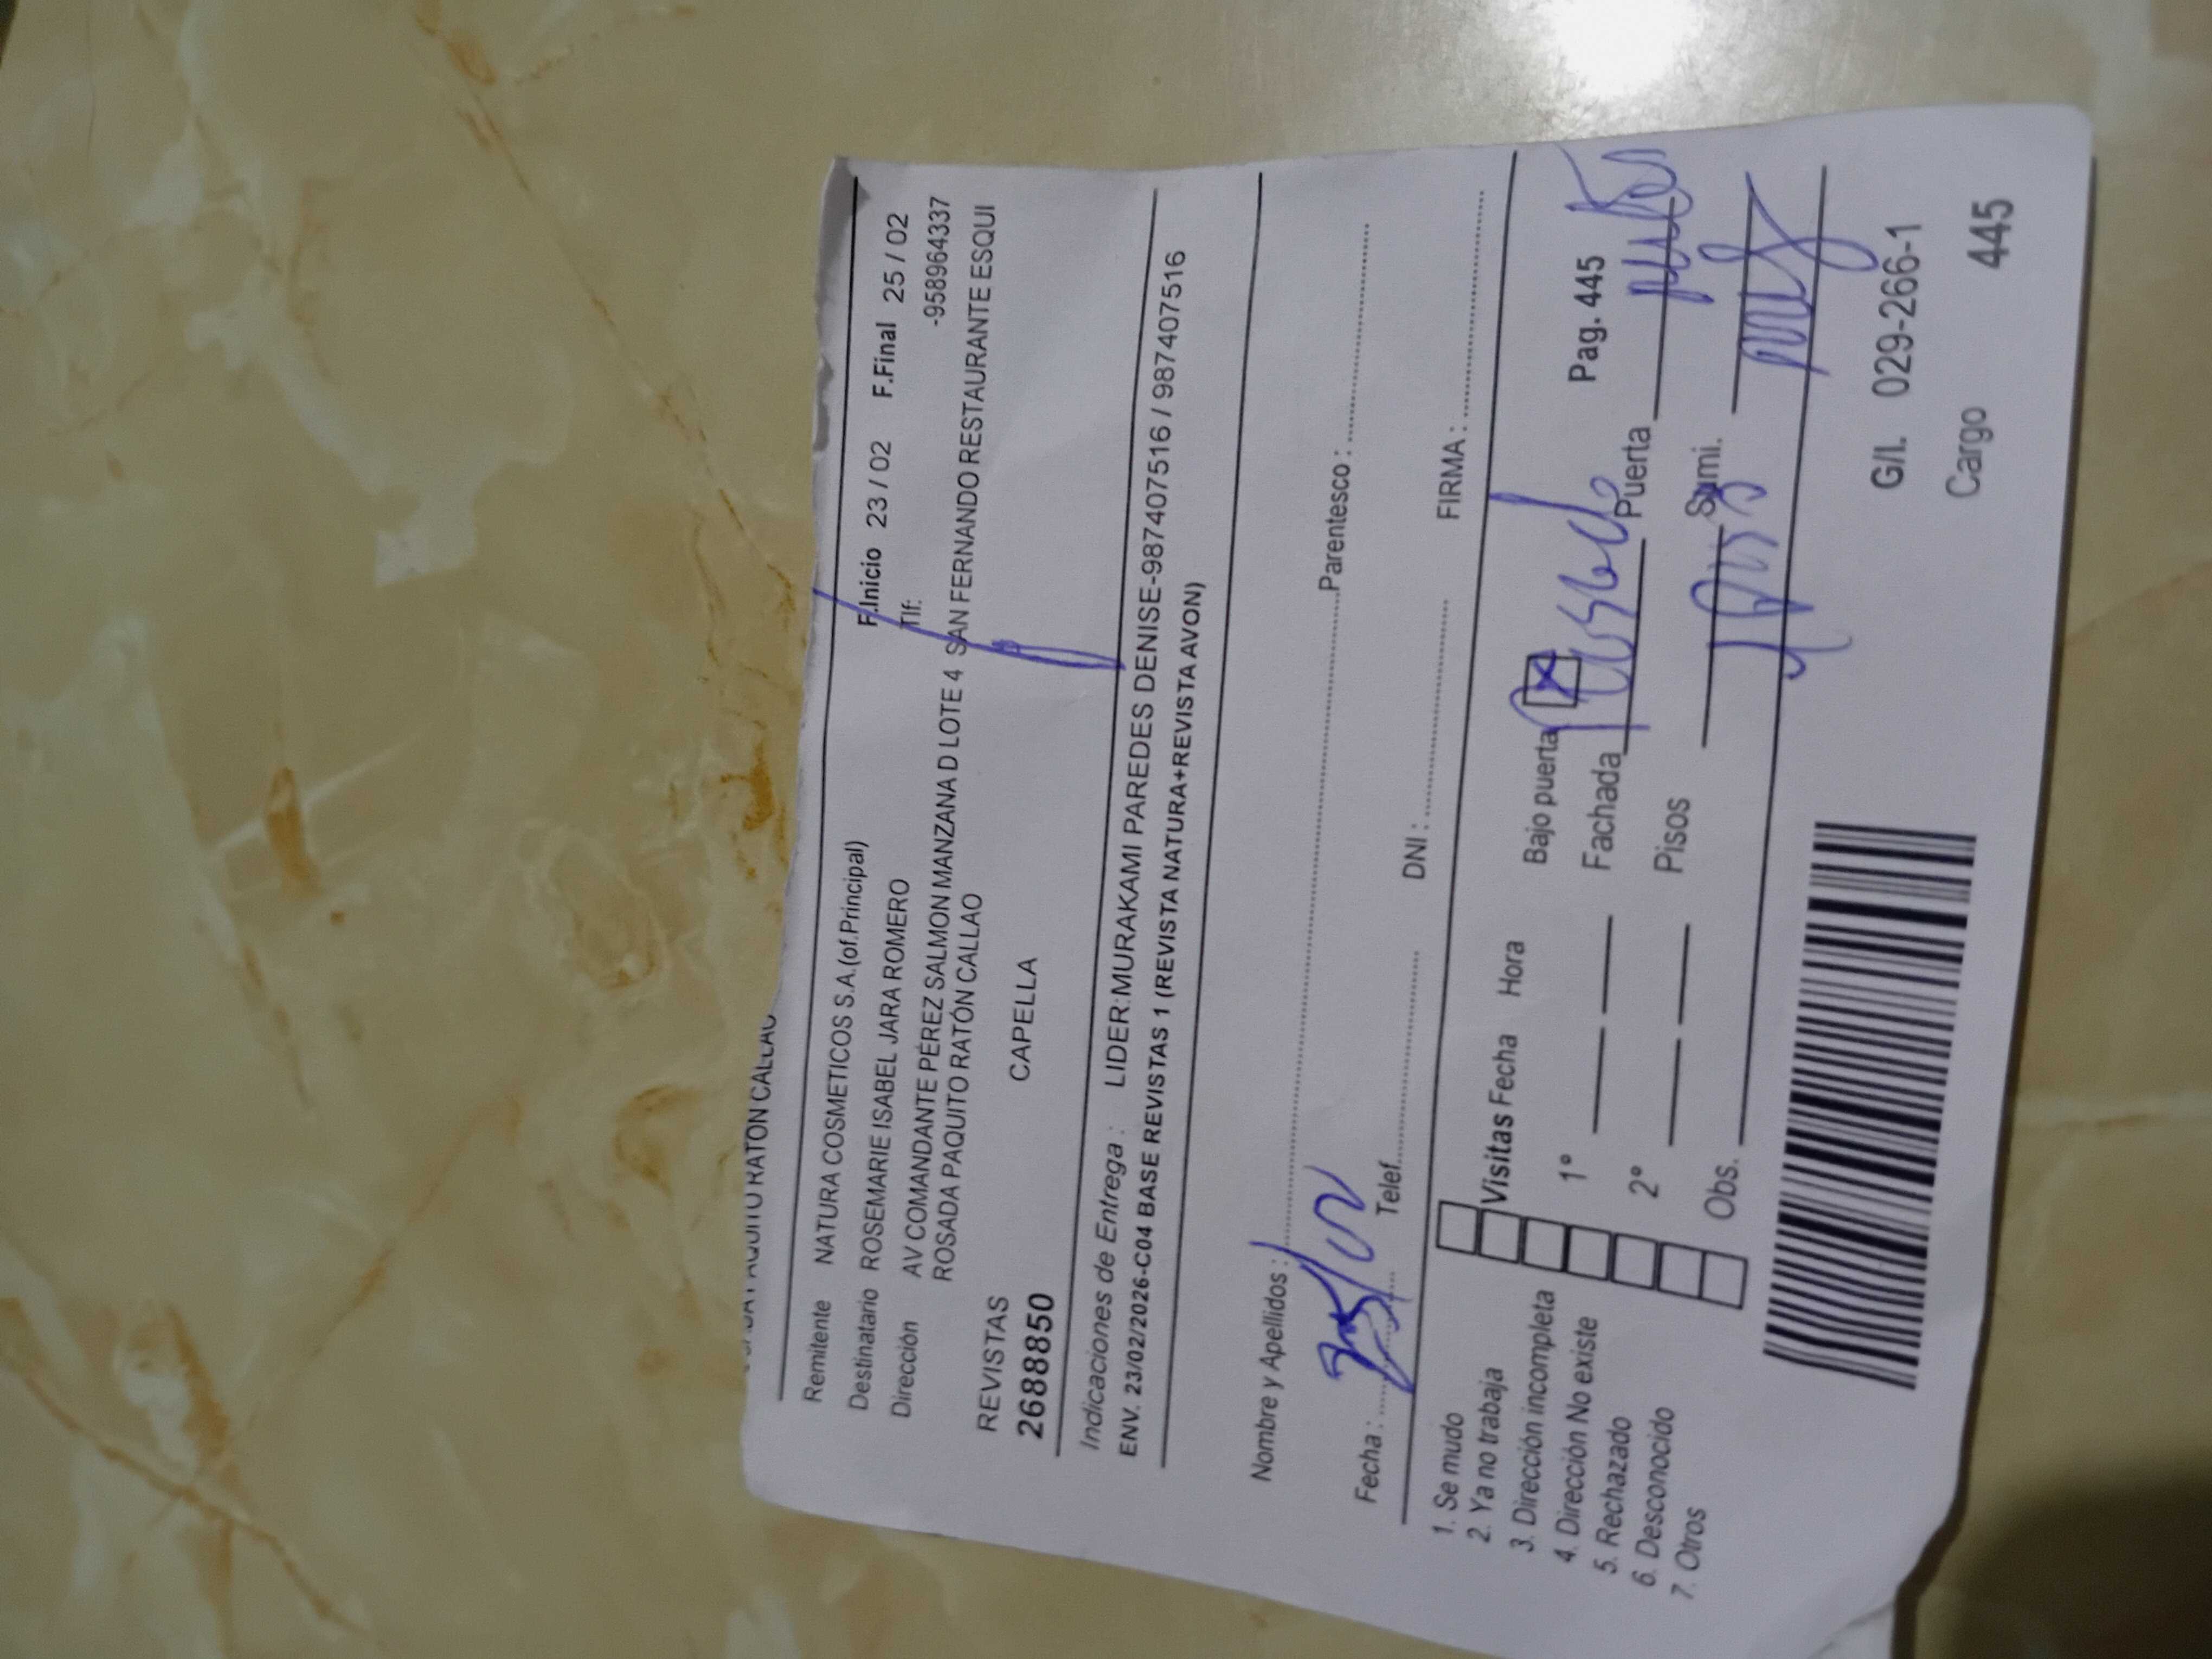 Remitente NATURA COSMETICOS S.A.(of.Principal) F.Inicio 23 / 02 F.Final 25 / 02
Destinatario ROSEMARIE ISABEL JARA ROMERO Tlf: -958964337
Dirección AV COMANDANTE PÉREZ SALMON MANZANA D LOTE 4 SAN FERNANDO RESTAURANTE ESQUI
ROSADA PAQUITO RATÓN CALLAO
REVISTAS CAPELLA
2688850
Indicaciones de Entrega : LIDER:MURAKAMI PAREDES DENISE-987407516 / 987407516
ENV. 23/02/2026-C04 BASE REVISTAS 1 (REVISTA NATURA+REVISTA AVON)
Nombre y Apellidos : Parentesco :
Fecha : Telef. DNI : FIRMA :
1. Se mudo
2. Ya no trabaja
3. Dirección incompleta
4. Dirección No existe
5. Rechazado
6. Desconocido
7. Otros
Visitas Fecha Hora Bajo puerta X Pag. 445
1° Fachada Puerta
2° Pisos Sumi.
Obs.
G/I. 029-266-1
Cargo 445